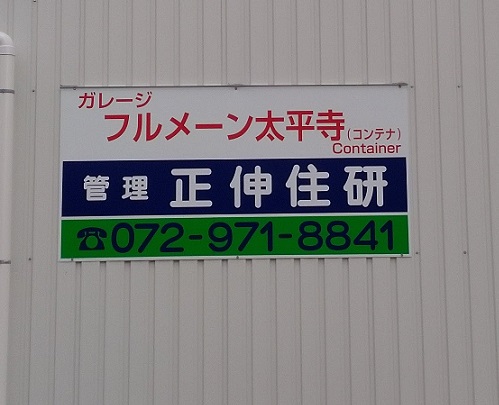 ガレージ
フルメーン太平寺(コンテナ)
Container
管理 正伸住研
☎072-971-8841